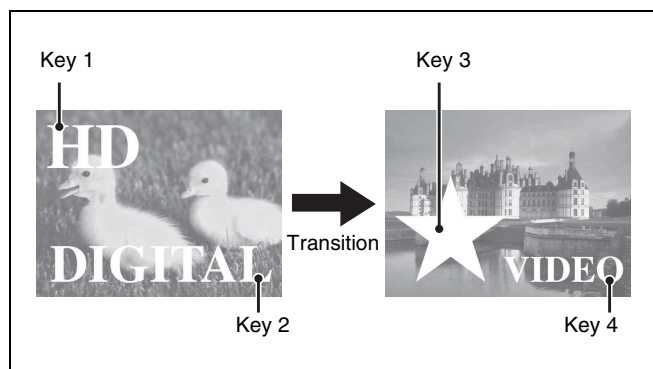 Key 1
Key 3
HD
Transition
DIGITAL
VIDEO
Key 2
Key 4